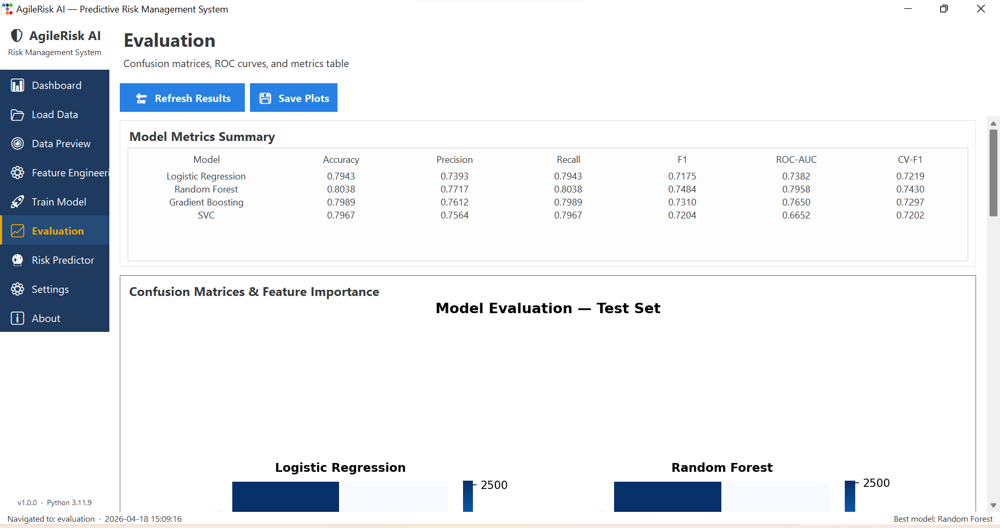 AgileRisk AI — Predictive Risk Management System
AgileRisk AI
Risk Management System
Dashboard
Load Data
Data Preview
Feature Engineeri
Train Model
Evaluation
Risk Predictor
Settings
About
v1.0.0 · Python 3.11.9
Evaluation
Confusion matrices, ROC curves, and metrics table
Refresh Results
Save Plots
Model Metrics Summary
Model Accuracy Precision Recall F1 ROC-AUC CV-F1
Logistic Regression 0.7943 0.7393 0.7943 0.7175 0.7382 0.7219
Random Forest 0.8038 0.7717 0.8038 0.7484 0.7958 0.7430
Gradient Boosting 0.7989 0.7612 0.7989 0.7310 0.7650 0.7297
SVC 0.7967 0.7564 0.7967 0.7204 0.6652 0.7202
Confusion Matrices & Feature Importance
Model Evaluation — Test Set
Logistic Regression
2500
Random Forest
2500
Navigated to: evaluation · 2026-04-18 15:09:16
Best model: Random Forest